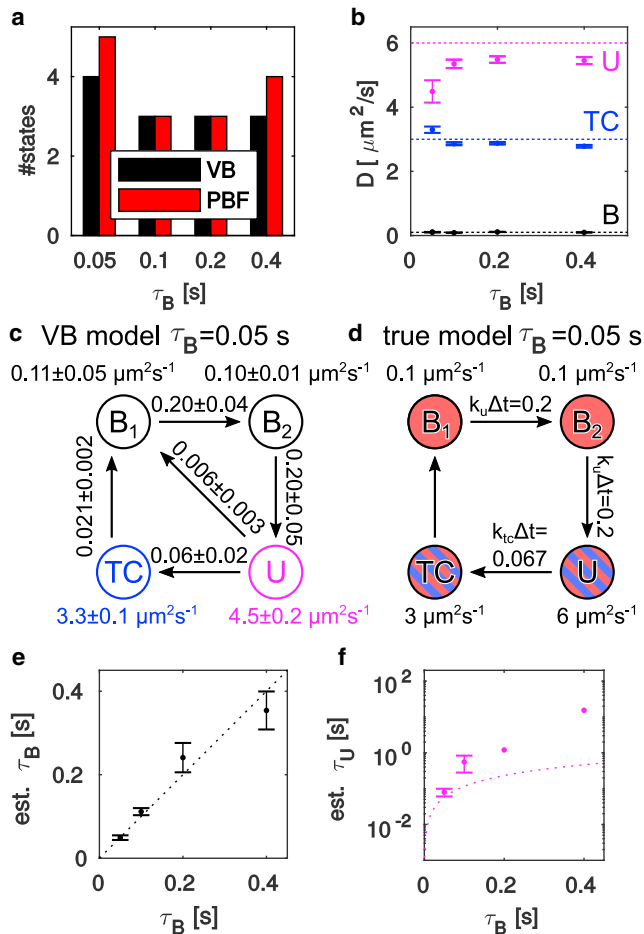 a
#states
4
2
0
VB
PBF
0.05 0.1 0.2 0.4
τB [s]
b
D [ μm²/s]
6
4
2
0
U
TC
B
0 0.2 0.4
τB [s]
c VB model τB=0.05 s
0.11±0.05 μm²s⁻¹ 0.10±0.01 μm²s⁻¹
B₁ 0.20±0.04 B₂
0.021±0.002
0.006±0.003
0.20±0.05
TC 0.06±0.02 U
3.3±0.1 μm²s⁻¹ 4.5±0.2 μm²s⁻¹
d true model τB=0.05 s
0.1 μm²s⁻¹ 0.1 μm²s⁻¹
B₁ kuΔt=0.2 B₂
kuΔt=0.2
TC ktcΔt= U
0.067
3 μm²s⁻¹ 6 μm²s⁻¹
e
est. τB [s]
0.4
0.2
0
0 0.2 0.4
τB [s]
f
est. τU [s]
10²
10⁰
10⁻²
0 0.2 0.4
τB [s]